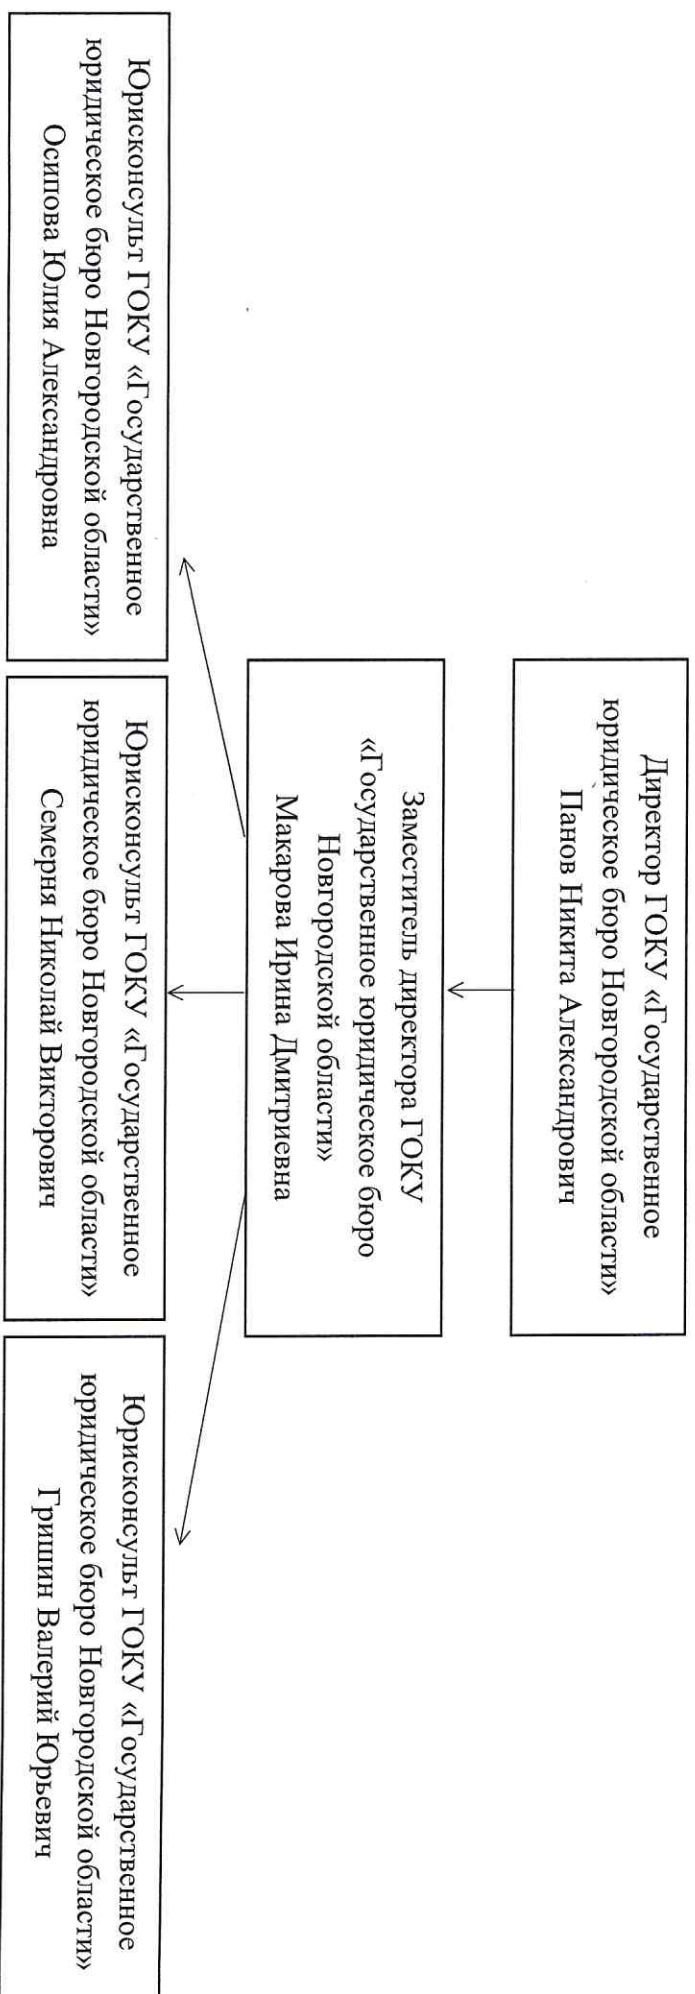 Директор ГОКУ «Государственное
юридическое бюро Новгородской области»
Панов Никита Александрович
Заместитель директора ГОКУ
«Государственное юридическое бюро
Новгородской области»
Макарова Ирина Дмитриевна
Юрисконсульт ГОКУ «Государственное
юридическое бюро Новгородской области»
Осипова Юлия Александровна
Юрисконсульт ГОКУ «Государственное
юридическое бюро Новгородской области»
Семерня Николай Викторович
Юрисконсульт ГОКУ «Государственное
юридическое бюро Новгородской области»
Гришин Валерий Юрьевич